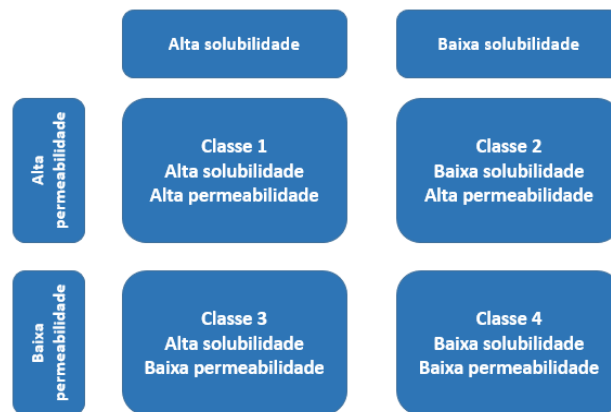 Alta solubilidade
Baixa solubilidade
Alta
permeabilidade
Classe 1
Alta solubilidade
Alta permeabilidade
Classe 2
Baixa solubilidade
Alta permeabilidade
Baixa
permeabilidade
Classe 3
Alta solubilidade
Baixa permeabilidade
Classe 4
Baixa solubilidade
Baixa permeabilidade